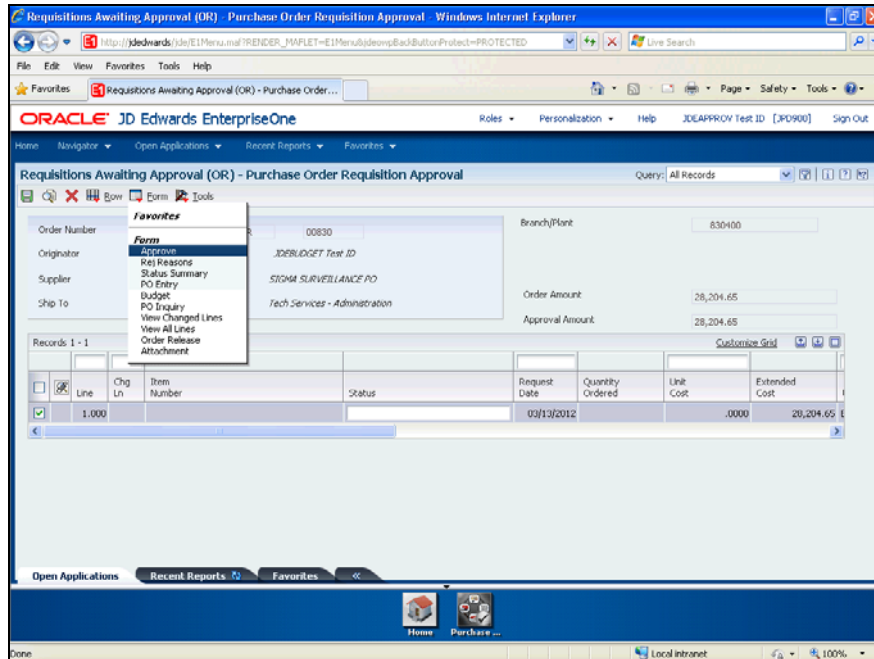 Requisitions Awaiting Approval (OR) - Purchase Order Requisition Approval - Windows Internet Explorer
http://jdedwards/jde/E1Menu.maf?RENDER_MAFLET=E1Menu&jdeowpBackButtonProtect=PROTECTED
Live Search
File Edit View Favorites Tools Help
Favorites Requisitions Awaiting Approval (OR) - Purchase Order... Page Safety Tools
ORACLE JD Edwards EnterpriseOne Roles Personalization Help JDEAPPROV Test ID [JPD900] Sign Out
Home Navigator Open Applications Recent Reports Favorites
Requisitions Awaiting Approval (OR) - Purchase Order Requisition Approval Query: All Records
Row Form Tools
Favorites
Form
Approve
Rej Reasons
Status Summary
PO Entry
Budget
PO Inquiry
View Changed Lines
View All Lines
Order Release
Attachment
Order Number 00830
Branch/Plant 830400
Originator JDEBUDGET Test ID
Supplier SIGMA SURVEILLANCE PO
Ship To Tech Services - Administration
Order Amount 28,204.65
Approval Amount 28,204.65
Records 1 - 1 Customize Grid
Line Chg Ln Item Number Status Request Date Quantity Ordered Unit Cost Extended Cost
1.000 03/13/2012 .0000 28,204.65
Open Applications Recent Reports Favorites
Home Purchase ...
Done Local intranet 100%